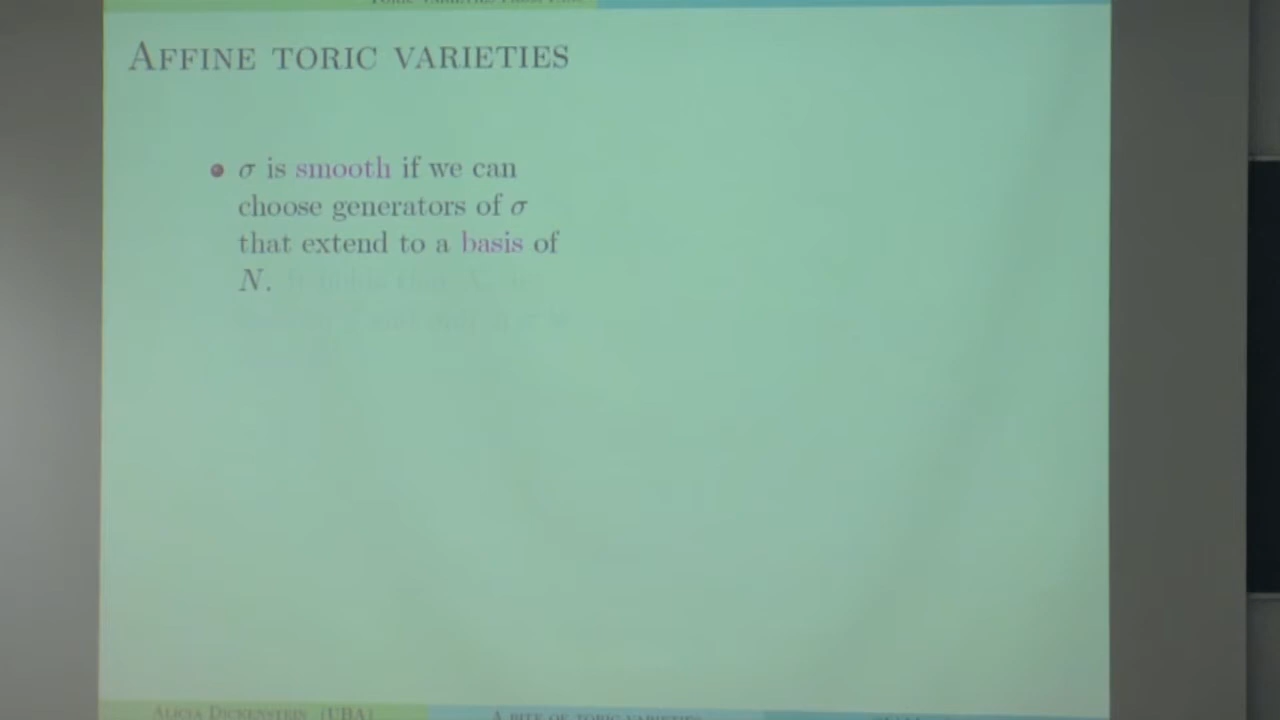 AFFINE TORIC VARIETIES
σ is smooth if we can
choose generators of σ
that extend to a basis of
N.
ALICIA DICKENSTEIN (UBA)
A BITE OF TORIC VARIETIES